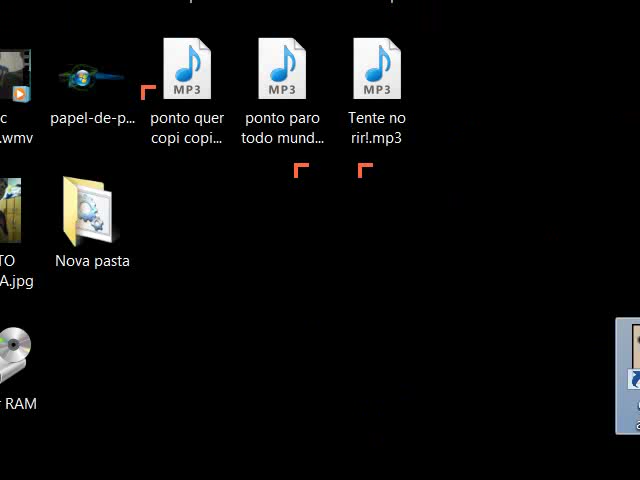 MP3
MP3
MP3
c
.wmv
papel-de-p...
ponto quer
copi copi...
ponto paro
todo mund...
Tente no
rir!.mp3
TO
A.jpg
Nova pasta
RAM